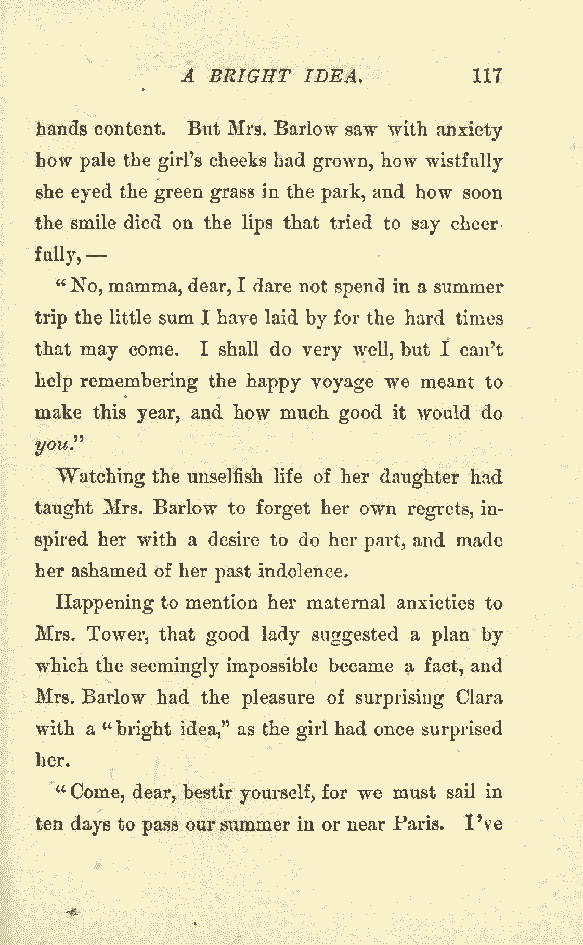 A BRIGHT IDEA. 117
hands content. But Mrs. Barlow saw with anxiety
how pale the girl's cheeks had grown, how wistfully
she eyed the green grass in the park, and how soon
the smile died on the lips that tried to say cheer-
fully, —
"No, mamma, dear, I dare not spend in a summer
trip the little sum I have laid by for the hard times
that may come. I shall do very well, but I can't
help remembering the happy voyage we meant to
make this year, and how much good it would do
you."
Watching the unselfish life of her daughter had
taught Mrs. Barlow to forget her own regrets, in-
spired her with a desire to do her part, and made
her ashamed of her past indolence.
Happening to mention her maternal anxieties to
Mrs. Tower, that good lady suggested a plan by
which the seemingly impossible became a fact, and
Mrs. Barlow had the pleasure of surprising Clara
with a "bright idea," as the girl had once surprised
her.
"Come, dear, bestir yourself, for we must sail in
ten days to pass our summer in or near Paris. I've